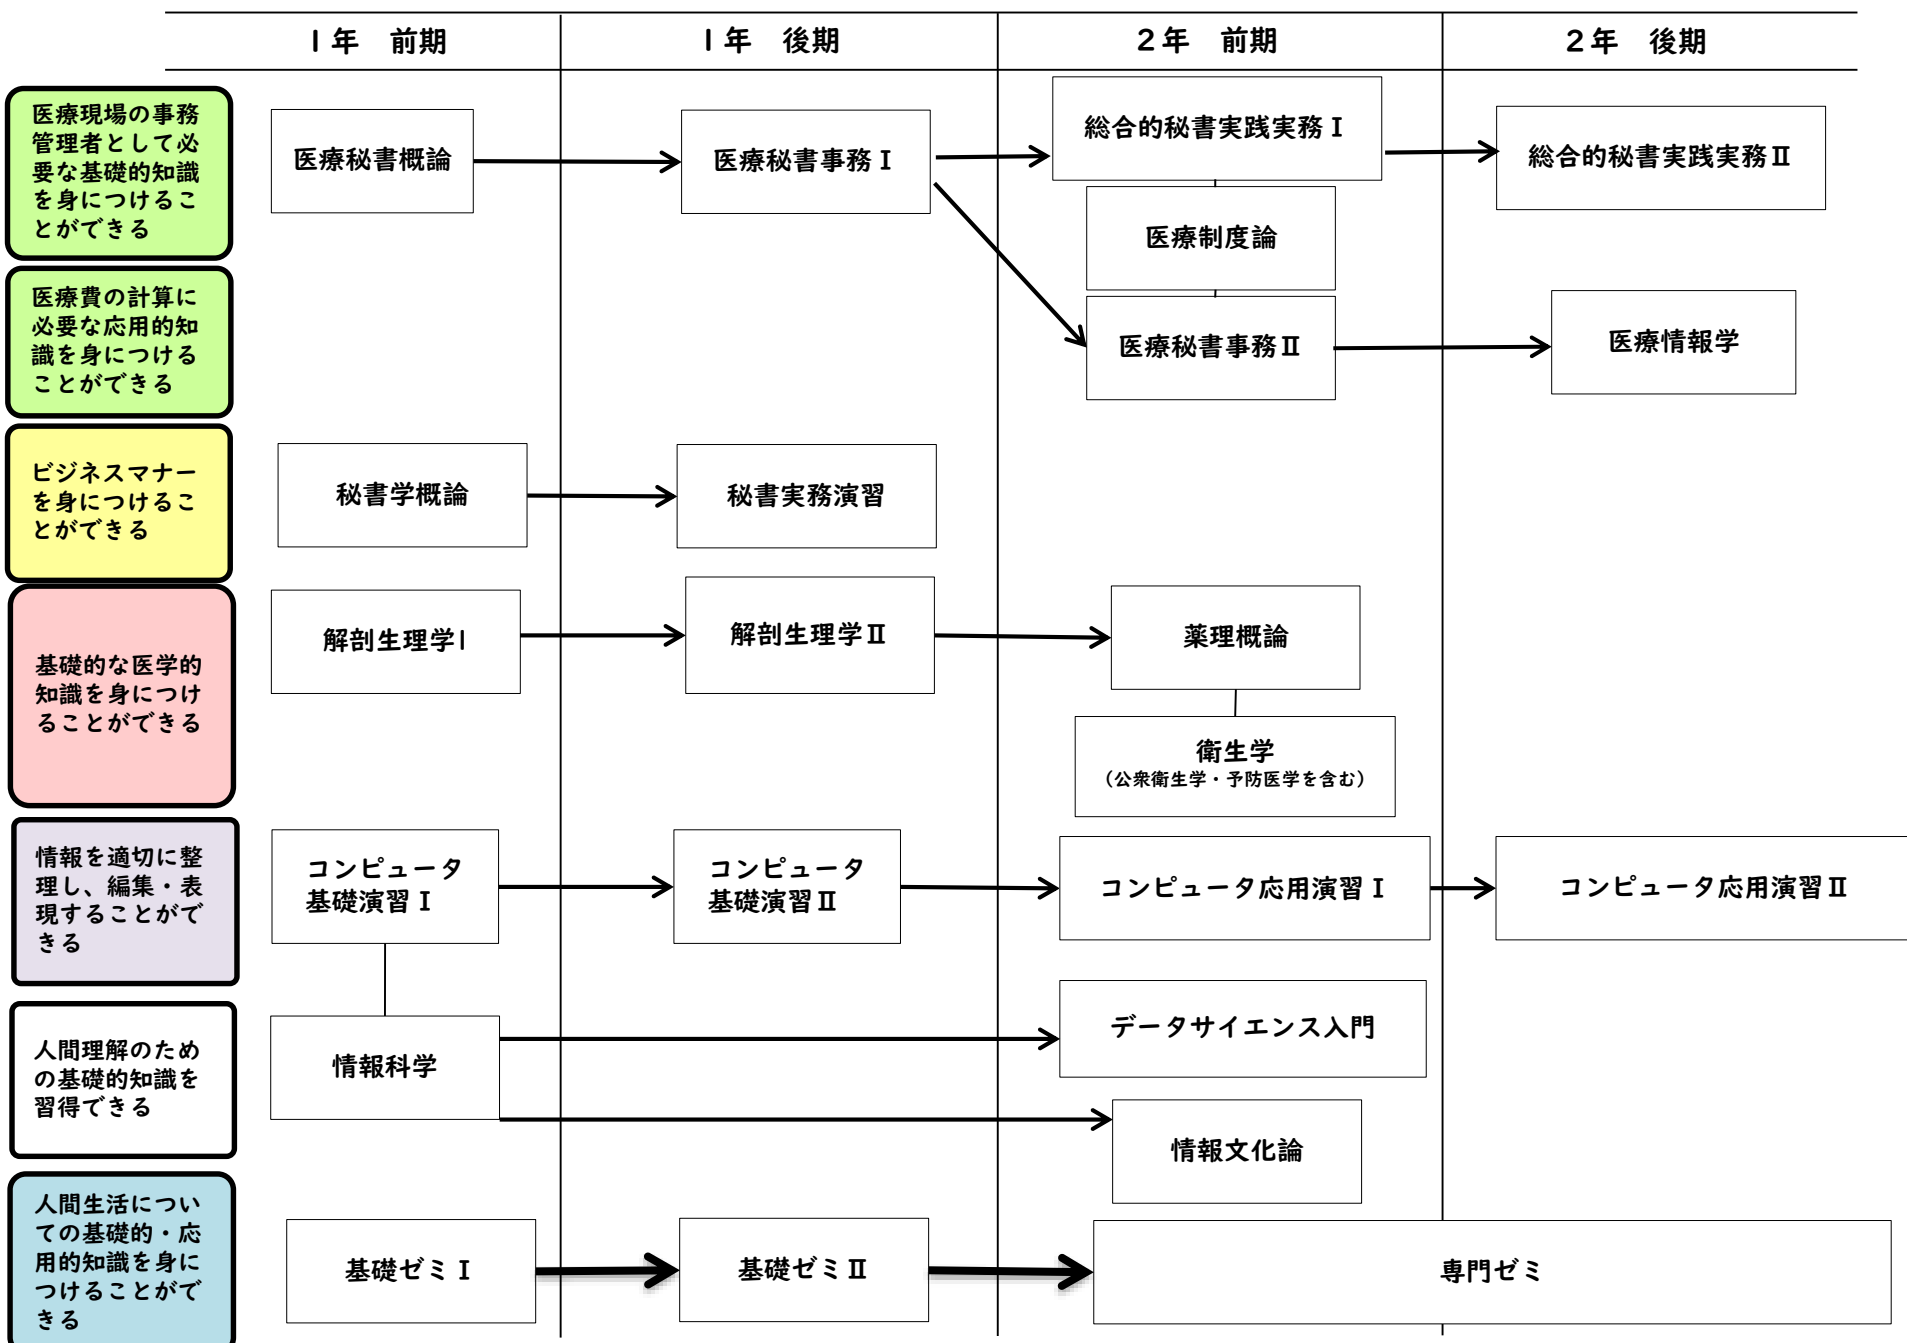 1年 前期
1年 後期
2年 前期
2年 後期
医療現場の事務
管理者として必
要な基礎的知識
を身につけるこ
とができる
医療秘書概論
医療秘書事務Ⅰ
総合的秘書実践実務Ⅰ
総合的秘書実践実務Ⅱ
医療制度論
医療費の計算に
必要な応用的知
識を身につける
ことができる
医療秘書事務Ⅱ
医療情報学
ビジネスマナー
を身につけるこ
とができる
秘書学概論
秘書実務演習
基礎的な医学的
知識を身につけ
ることができる
解剖生理学I
解剖生理学Ⅱ
薬理概論
衛生学
（公衆衛生学・予防医学を含む）
情報を適切に整
理し、編集・表
現することがで
きる
コンピュータ
基礎演習Ⅰ
コンピュータ
基礎演習Ⅱ
コンピュータ応用演習Ⅰ
コンピュータ応用演習Ⅱ
人間理解のため
の基礎的知識を
習得できる
情報科学
データサイエンス入門
情報文化論
人間生活につい
ての基礎的・応
用的知識を身に
つけることがで
きる
基礎ゼミⅠ
基礎ゼミⅡ
専門ゼミ